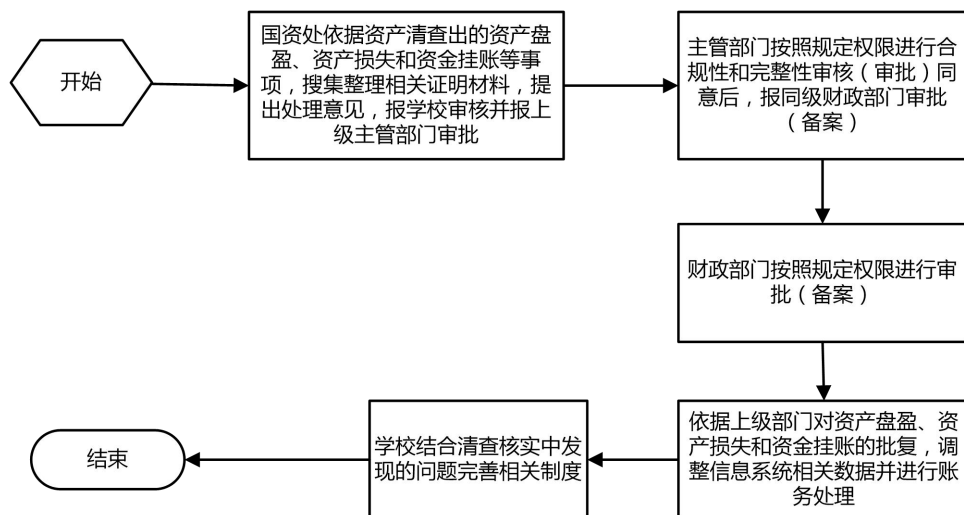 开始
国资处依据资产清查出的资产盘
盈、资产损失和资金挂账等事
项，搜集整理相关证明材料，提
出处理意见，报学校审核并报上
级主管部门审批
主管部门按照规定权限进行合
规性和完整性审核（审批）同
意后，报同级财政部门审批
（备案）
财政部门按照规定权限进行审
批（备案）
依据上级部门对资产盘盈、资
产损失和资金挂账的批复，调
整信息系统相关数据并进行账
务处理
学校结合清查核实中发
现的问题完善相关制度
结束